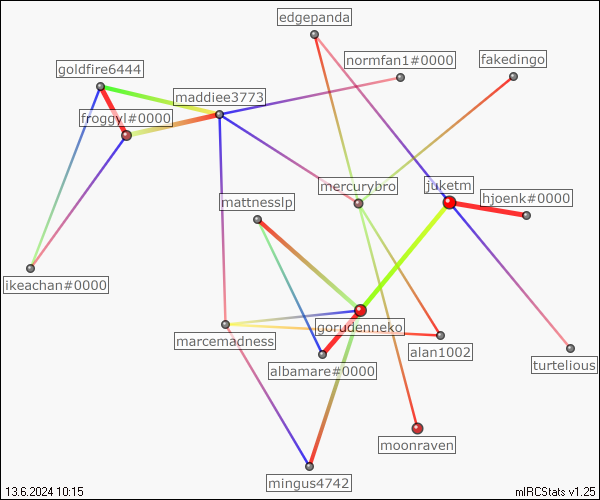 edgepanda
normfan1#0000
fakedingo
goldfire6444
maddiee3773
froggyl#0000
mercurybro
juketm
hjoenk#0000
mattnesslp
ikeachan#0000
gorudenneko
marcemadness
alan1002
turtelious
albamare#0000
moonraven
mingus4742
13.6.2024 10:15
mIRCStats v1.25